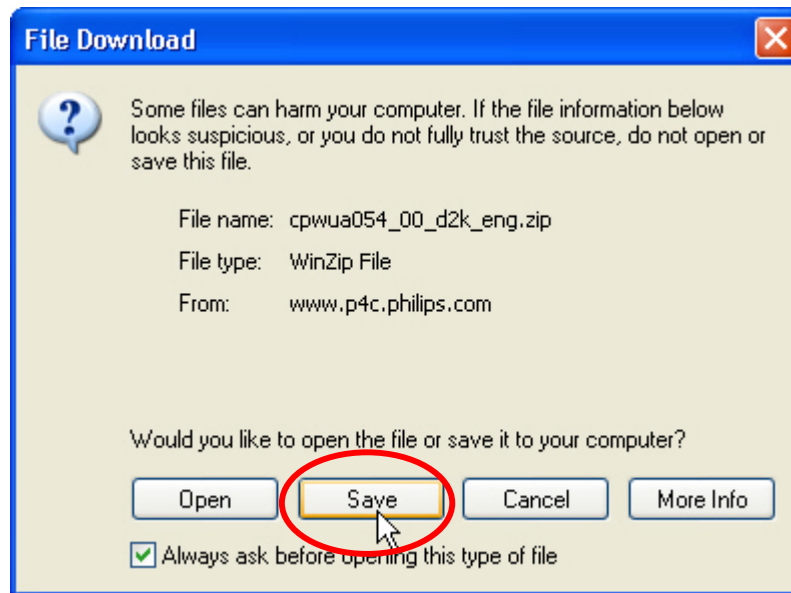 File Download
Some files can harm your computer. If the file information below
looks suspicious, or you do not fully trust the source, do not open or
save this file.
File name: cpwua054_00_d2k_eng.zip
File type: WinZip File
From: www.p4c.philips.com
Would you like to open the file or save it to your computer?
Open Save Cancel More Info
Always ask before opening this type of file